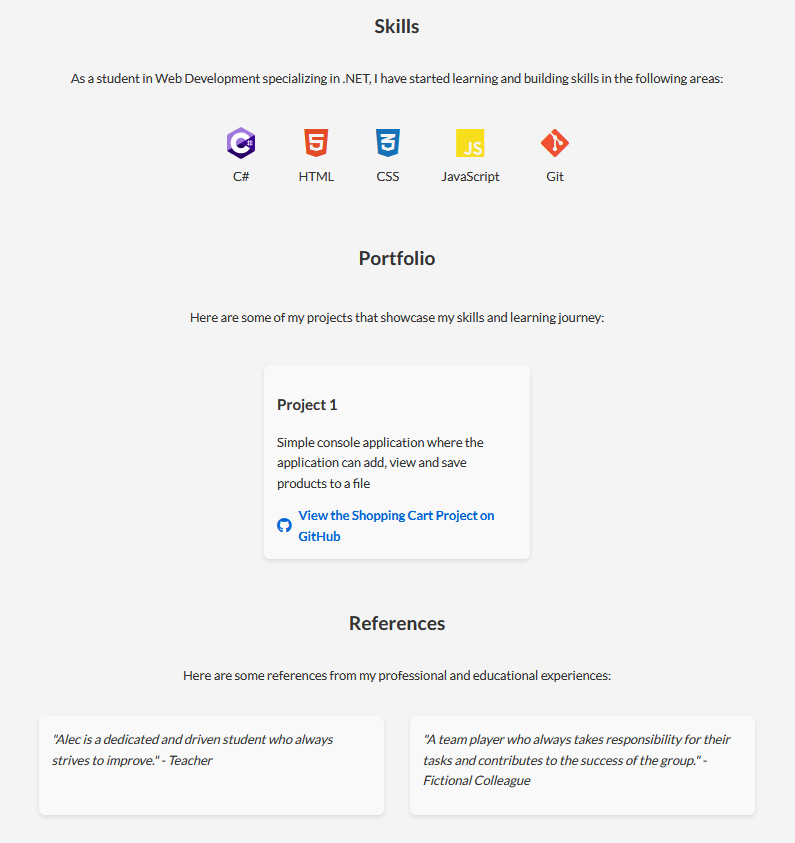 Skills
As a student in Web Development specializing in .NET, I have started learning and building skills in the following areas:
C#
HTML
CSS
JS
JavaScript
Git
Portfolio
Here are some of my projects that showcase my skills and learning journey:
Project 1
Simple console application where the
application can add, view and save
products to a file
View the Shopping Cart Project on
GitHub
References
Here are some references from my professional and educational experiences:
"Alec is a dedicated and driven student who always
strives to improve." - Teacher
"A team player who always takes responsibility for their
tasks and contributes to the success of the group." -
Fictional Colleague